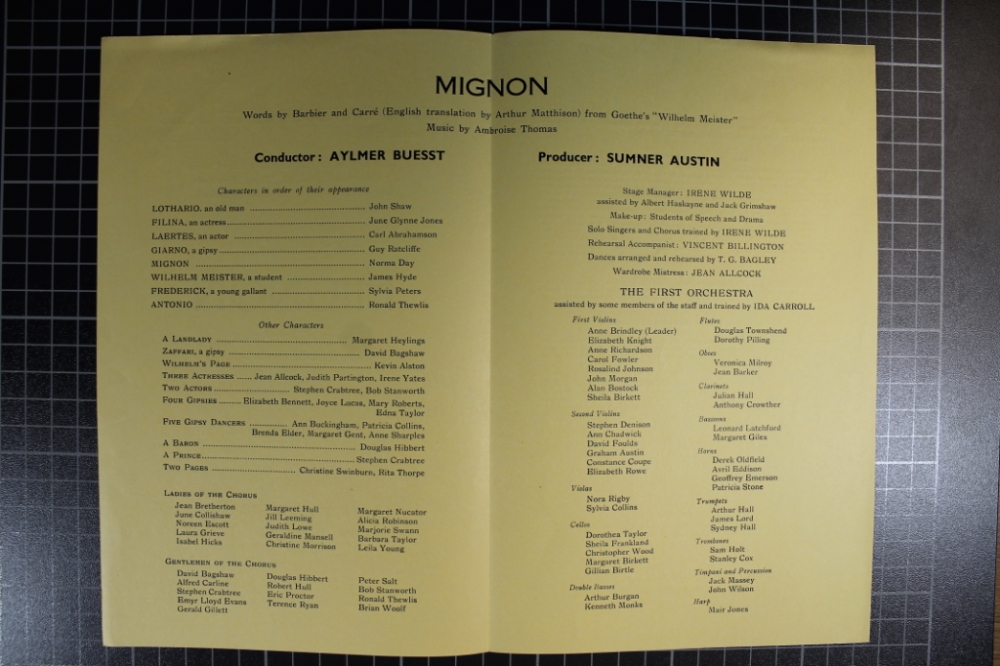 MIGNON
Words by Barbier and Carré (English translation by Arthur Matthison) from Goethe's "Wilhelm Meister"
Music by Ambroise Thomas
Conductor: AYLMER BUESST
Characters in order of their appearance
LOTHARIO, an old man ........ John Shaw
FILINA, an actress ........ June Glynne Jones
LAERTES, an actor ........ Carl Abrahamson
GIARNO, a gipsy ........ Guy Ratcliffe
MIGNON ........ Norma Day
WILHELM MEISTER, a student ........ James Hyde
FREDERICK, a young gallant ........ Sylvia Peters
ANTONIO ........ Ronald Thewlis
Other Characters
A LANDLADY ........ Margaret Heylings
ZAFFARI, a gipsy ........ David Bagshaw
WILHELM'S PAGE ........ Kevin Alston
THREE ACTRESSES ...... Jean Allcock, Judith Partington, Irene Yates
TWO ACTORS ........ Stephen Crabtree, Bob Stanworth
FOUR GIPSIES ........ Elizabeth Bennett, Joyce Lucas, Mary Roberts,
Edna Taylor
FIVE GIPSY DANCERS ........ Ann Buckingham, Patricia Collins,
Brenda Elder, Margaret Gent, Anne Sharples
A BARON ........ Douglas Hibbert
A PRINCE ........ Stephen Crabtree
TWO PAGES ........ Christine Swinburn, Rita Thorpe
LADIES OF THE CHORUS
Jean Bretherton
June Collishaw
Noreen Escott
Laura Grieve
Isabel Hicks
Margaret Hull
Jill Leeming
Judith Lowe
Geraldine Mansell
Christine Morrison
Margaret Nucator
Alicia Robinson
Marjorie Swann
Barbara Taylor
Leila Young
GENTLEMEN OF THE CHORUS
David Bagshaw
Alfred Carline
Stephen Crabtree
Emyr Lloyd Evans
Gerald Gillett
Douglas Hibbert
Robert Hull
Eric Proctor
Terence Ryan
Peter Salt
Bob Stanworth
Ronald Thewlis
Brian Woolf
Producer: SUMNER AUSTIN
Stage Manager: IRENE WILDE
assisted by Albert Haskayne and Jack Grimshaw
Make-up: Students of Speech and Drama
Solo Singers and Chorus trained by IRENE WILDE
Rehearsal Accompanist: VINCENT BILLINGTON
Dances arranged and rehearsed by T. G. BAGLEY
Wardrobe Mistress: JEAN ALLCOCK
THE FIRST ORCHESTRA
assisted by some members of the staff and trained by IDA CARROLL
First Violins
Anne Brindley (Leader)
Elizabeth Knight
Anne Richardson
Carol Fowler
Rosalind Johnson
John Morgan
Alan Bostock
Sheila Birkett
Second Violins
Stephen Denison
Ann Chadwick
David Foulds
Graham Austin
Constance Coupe
Elizabeth Rowe
Violas
Nora Rigby
Sylvia Collins
Cellos
Dorothea Taylor
Sheila Frankland
Christopher Wood
Margaret Birkett
Gillian Birtle
Double Basses
Arthur Burgan
Kenneth Monks
Flutes
Douglas Townshend
Dorothy Pilling
Oboes
Veronica Milroy
Jean Barker
Clarinets
Julian Hall
Anthony Crowther
Bassoons
Leonard Latchford
Margaret Giles
Horns
Derek Oldfield
Avril Eddison
Geoffrey Emerson
Patricia Stone
Trumpets
Arthur Hall
James Lord
Sydney Hall
Trombones
Sam Holt
Stanley Cox
Timpani and Percussion
Jack Massey
John Wilson
Harp
Mair Jones